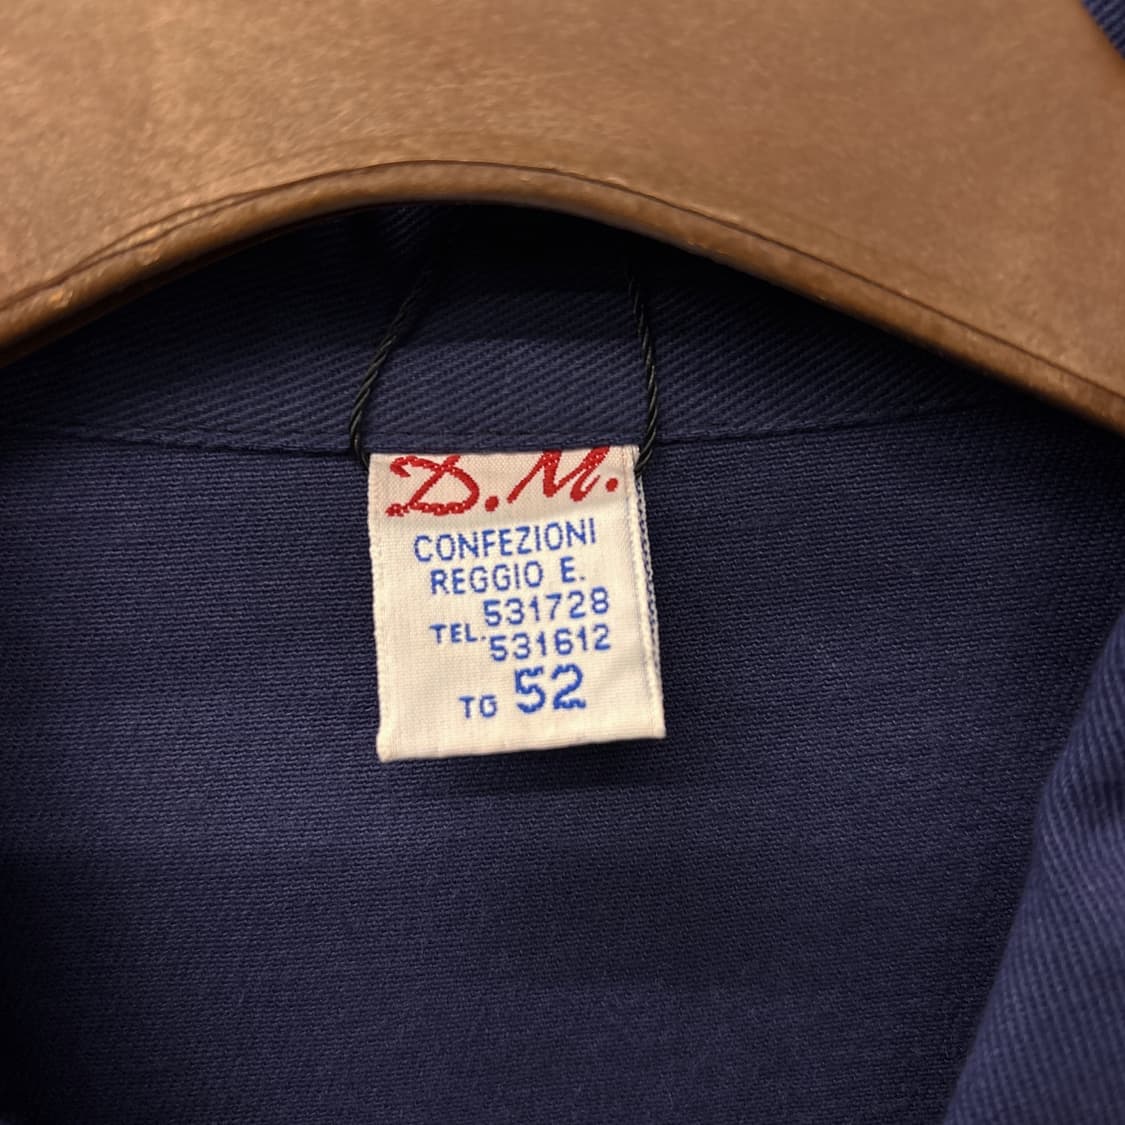 D.M.
CONFEZIONI
REGGIO E.
TEL. 531728
531612
TG 52